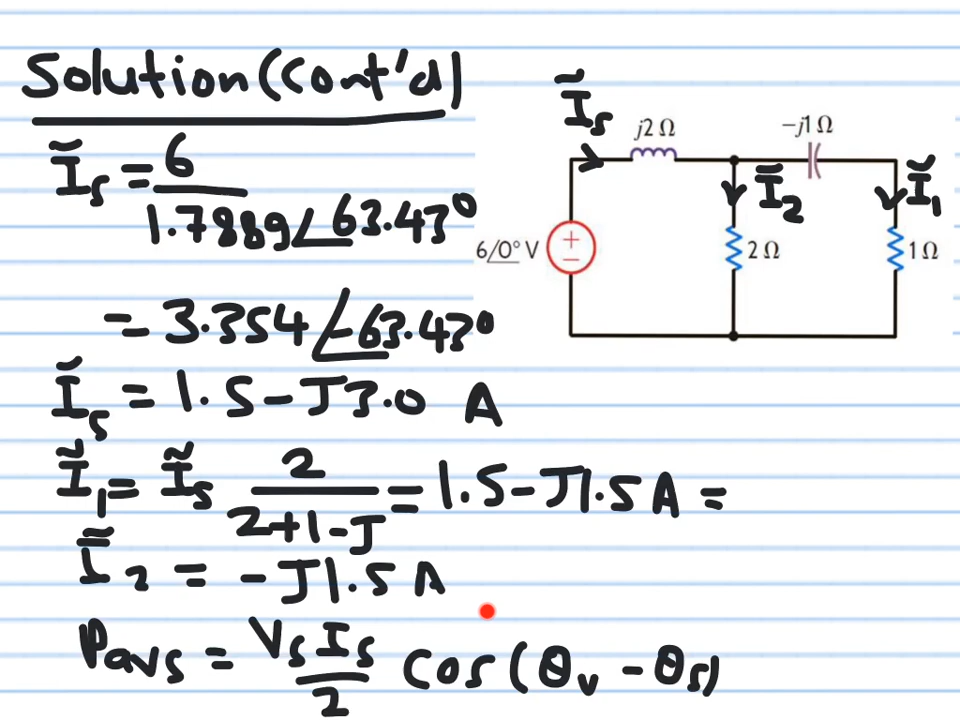 Solution (Cont'd)
Ĩs = 6 / 1.7889∠63.43°
= 3.354∠-63.43°
Ĩs = 1.5 - J3.0 A
Ĩ1 = Ĩs 2 / (2+1-J) = 1.5 - J1.5 A =
Ĩ2 = -J1.5 A
Pavs = VsIs / 2 cos(θv - θs)
Ĩs
j2 Ω
-j1 Ω
Ĩ2
Ĩ1
6/0° V
+
−
2 Ω
1 Ω